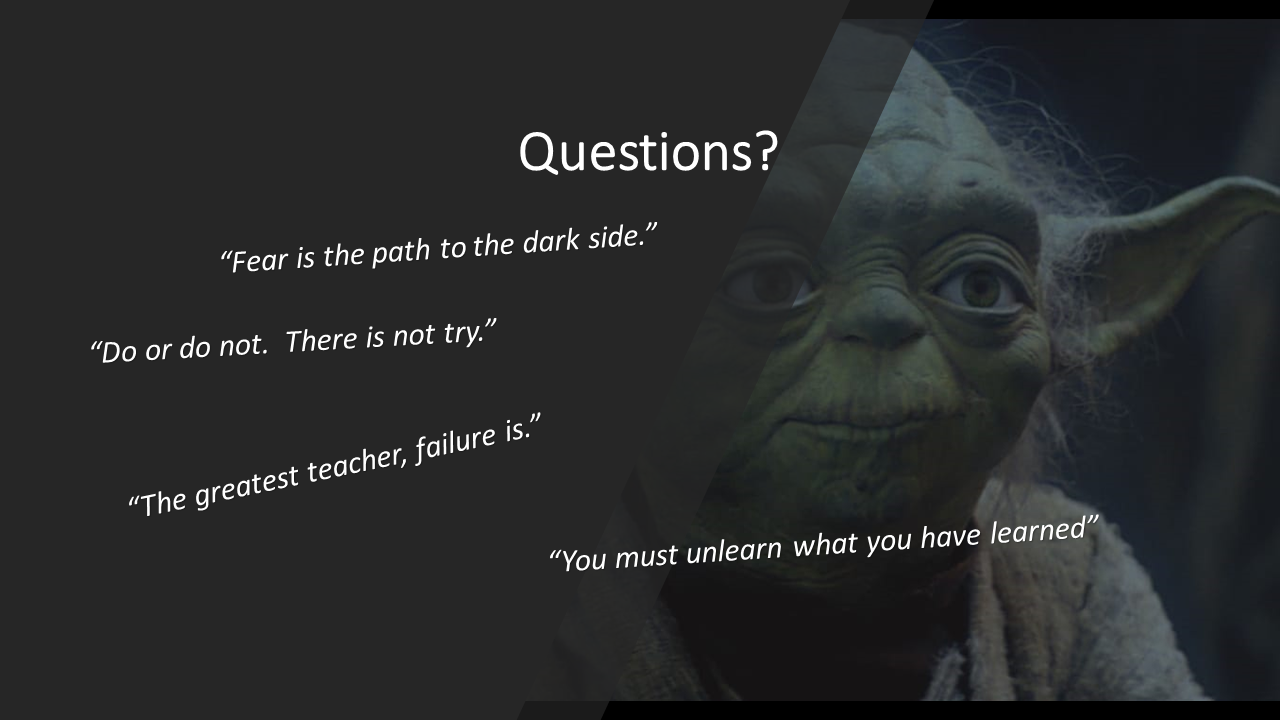 Questions?
“Fear is the path to the dark side.”
“Do or do not.  There is not try.”
“The greatest teacher, failure is.”
“You must unlearn what you have learned”